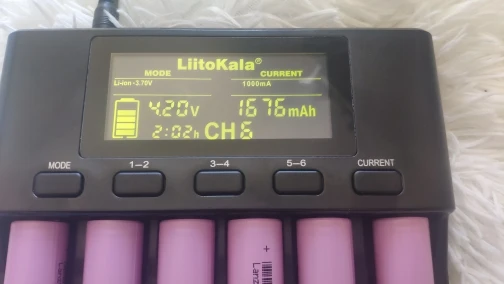 LiitoKala®
MODE CURRENT
Li-ion -3.70V 1000mA
4.20v 1676mAh
2:02h CH6
MODE 1—2 3—4 5—6 CURRENT
+